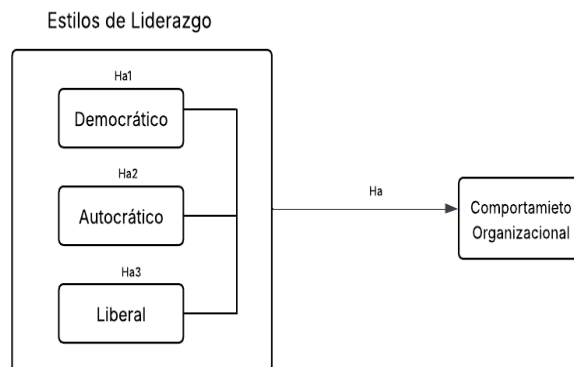 Estilos de Liderazgo
Ha1
Democrático
Ha2
Autocrático
Ha3
Liberal
Ha
Comportamieto
Organizacional